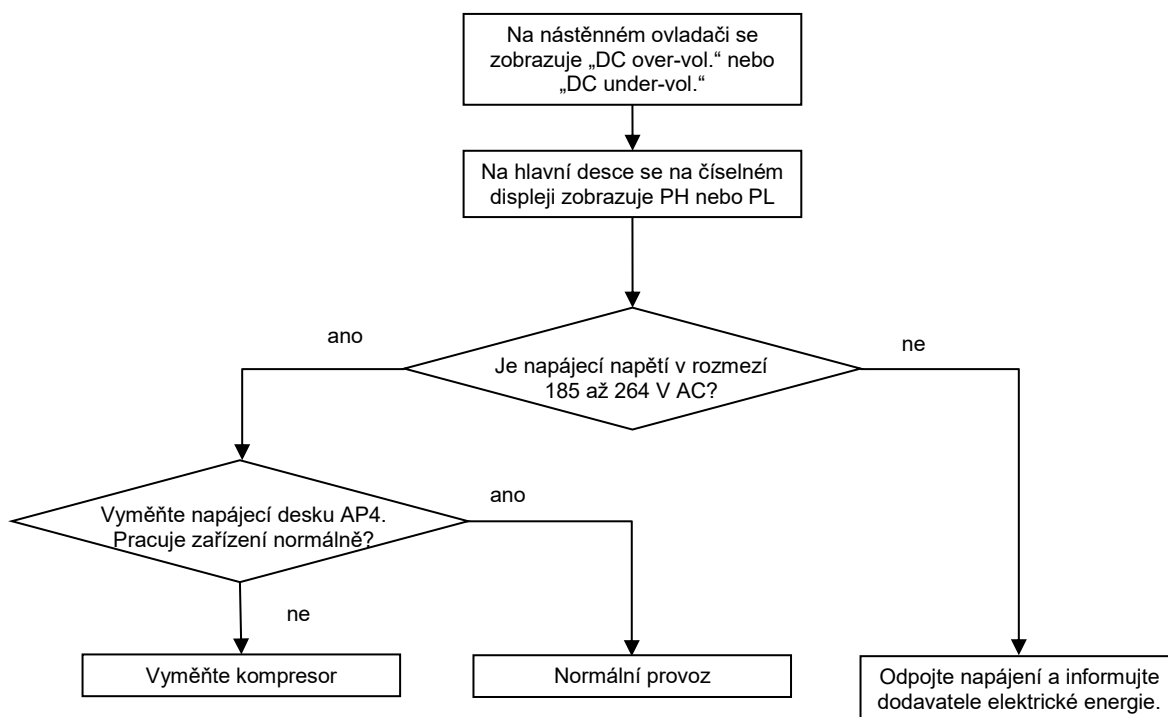 Na nástěnném ovladači se
zobrazuje „DC over-vol.“ nebo
„DC under-vol.“
Na hlavní desce se na číselném
displeji zobrazuje PH nebo PL
ano
ne
Je napájecí napětí v rozmezí
185 až 264 V AC?
ano
Vyměňte napájecí desku AP4.
Pracuje zařízení normálně?
ne
Vyměňte kompresor
Normální provoz
Odpojte napájení a informujte
dodavatele elektrické energie.